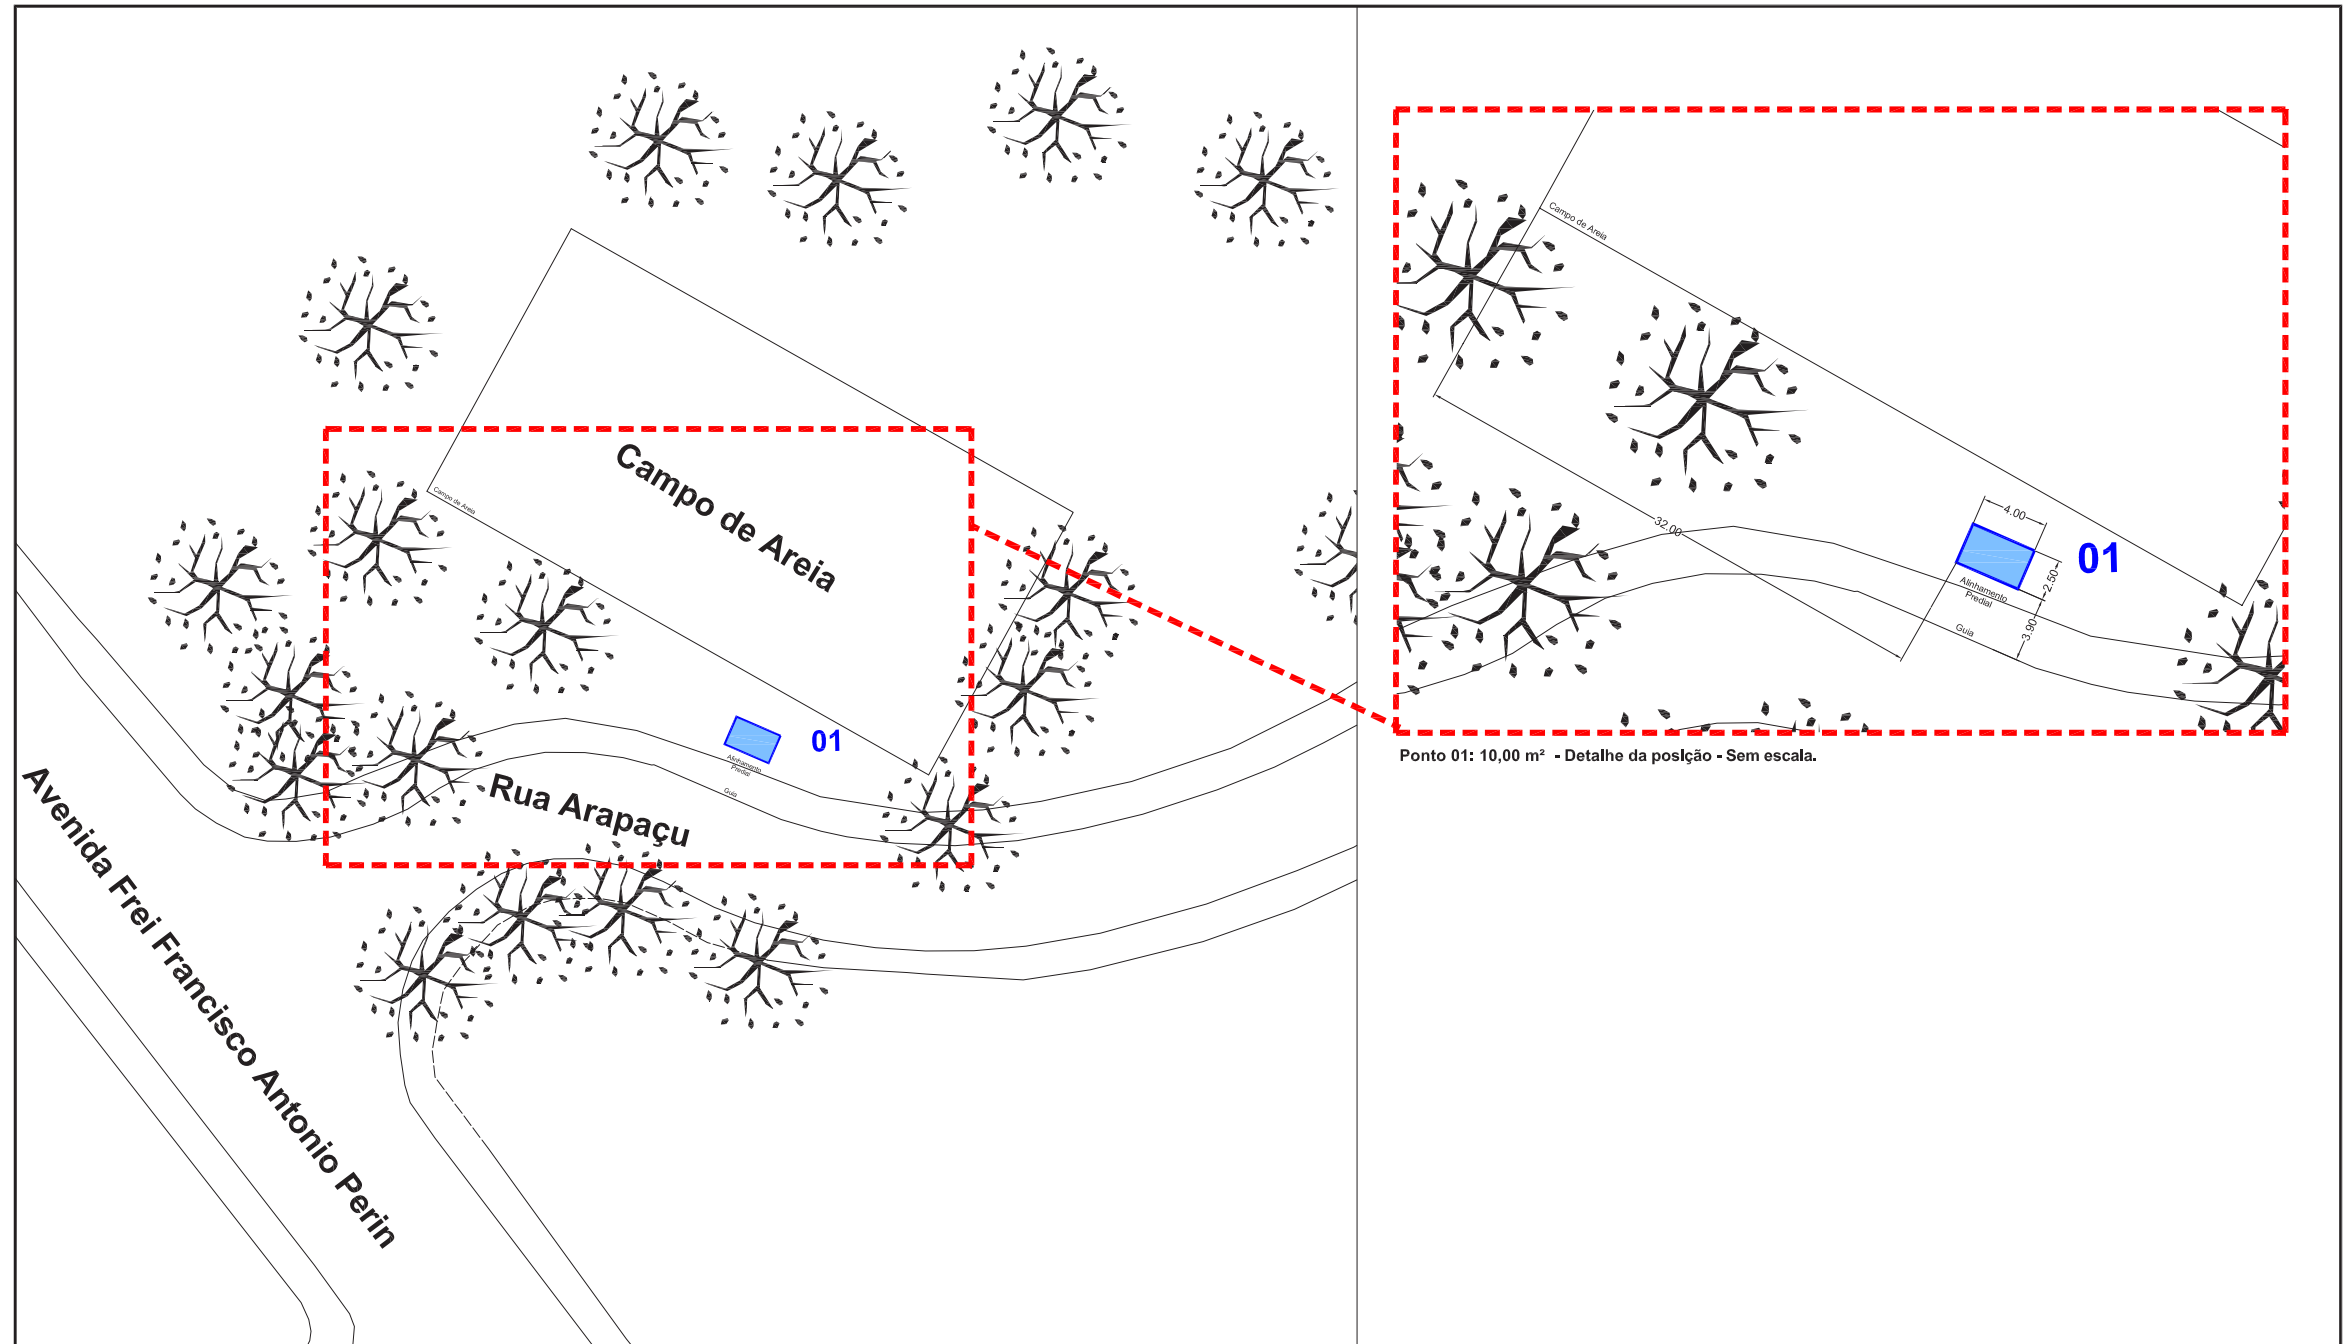 Campo de Areia
Campo de Areia
01
Alinhamento
Predial
Guia
Rua Arapaçu
Avenida Frei Francisco Antonio Perin
Campo de Areia
32.00
4.00
01
2.50
Alinhamento
Predial
3.90
Guia
Ponto 01: 10,00 m² - Detalhe da posição - Sem escala.